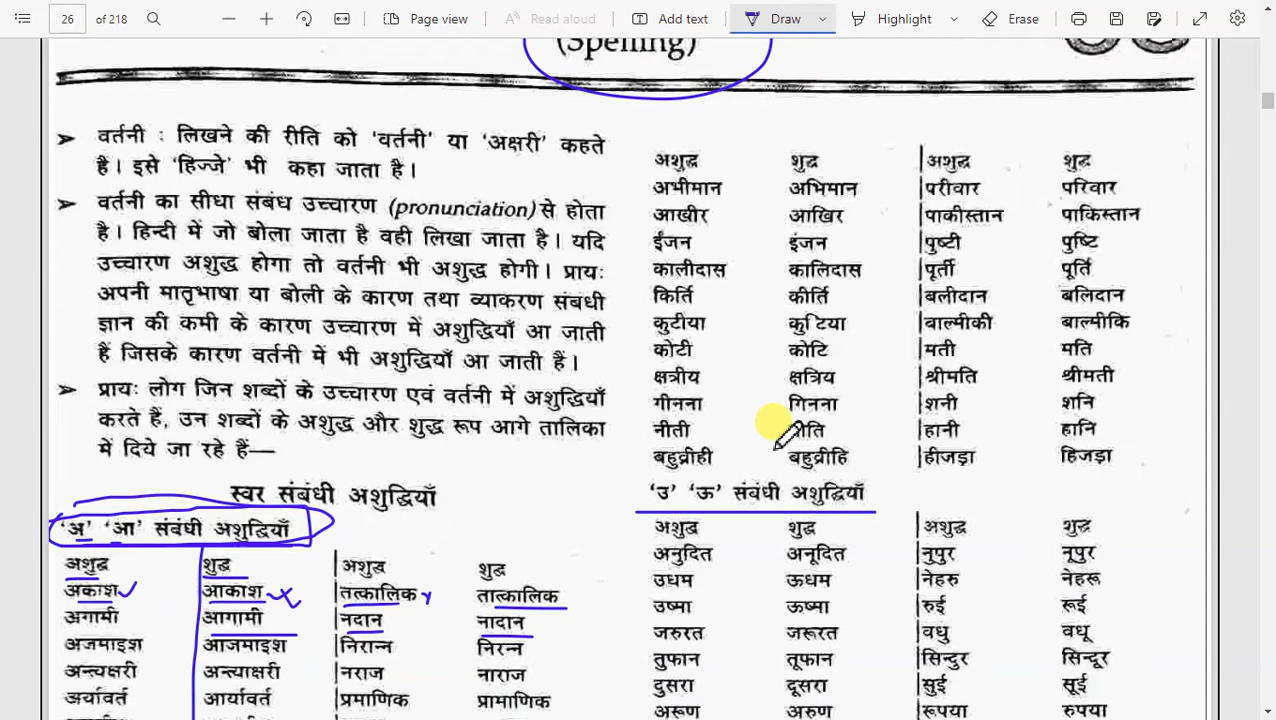 26 of 218 Page view Read aloud Add text Draw Highlight Erase
(Spelling)
➤ वर्तनी : लिखने की रीति को 'वर्तनी' या 'अक्षरी' कहते
है। इसे 'हिज्जे' भी कहा जाता है।
➤ वर्तनी का सीधा संबंध उच्चारण (pronunciation) से होता
है। हिन्दी में जो बोला जाता है वही लिखा जाता है। यदि
उच्चारण अशुद्ध होगा तो वर्तनी भी अशुद्ध होगी। प्रायः
अपनी मातृभाषा या बोली के कारण तथा व्याकरण संबंधी
ज्ञान की कमी के कारण उच्चारण में अशुद्धियाँ आ जाती
हैं जिसके कारण वर्तनी में भी अशुद्धियाँ आ जाती हैं।
➤ प्रायः लोग जिन शब्दों के उच्चारण एवं वर्तनी में अशुद्धियाँ
करते हैं, उन शब्दों के अशुद्ध और शुद्ध रूप आगे तालिका
में दिये जा रहे हैं—
स्वर संबंधी अशुद्धियाँ
'अ' 'आ' संबंधी अशुद्धियाँ
अशुद्ध शुद्ध अशुद्ध शुद्ध
अकाश आकाश तत्कालिक तात्कालिक
अगामी आगामी नदान नादान
अजमाइश आजमाइश निरान्न निरन्न
अन्त्यक्षरी अन्त्याक्षरी नराज नाराज
अर्यावर्त आर्यावर्त प्रमाणिक प्रामाणिक
अशुद्ध शुद्ध अशुद्ध शुद्ध
अभीमान अभिमान परीवार परिवार
आखीर आखिर पाकीस्तान पाकिस्तान
ईंजन इंजन पुष्टी पुष्टि
कालीदास कालिदास पूर्ती पूर्ति
किर्ति कीर्ति बलीदान बलिदान
कुटीया कुटिया बाल्मीकी बाल्मीकि
कोटी कोटि मती मति
क्षत्रीय क्षत्रिय श्रीमति श्रीमती
गीनना गिनना शनी शनि
नीती हानी हानि
बहुव्रीही बहुव्रीहि हीजड़ा हिजड़ा
'उ' 'ऊ' संबंधी अशुद्धियाँ
अशुद्ध शुद्ध अशुद्ध शुद्ध
अनुदित अनूदित नुपुर नूपुर
उधम ऊधम नेहरु नेहरू
उष्मा ऊष्मा रुई रूई
जरुरत जरूरत वधु वधू
तुफान तूफान सिन्दुर सिन्दूर
दुसरा दूसरा सुई सूई
अरूण अरुण रूपया रुपया